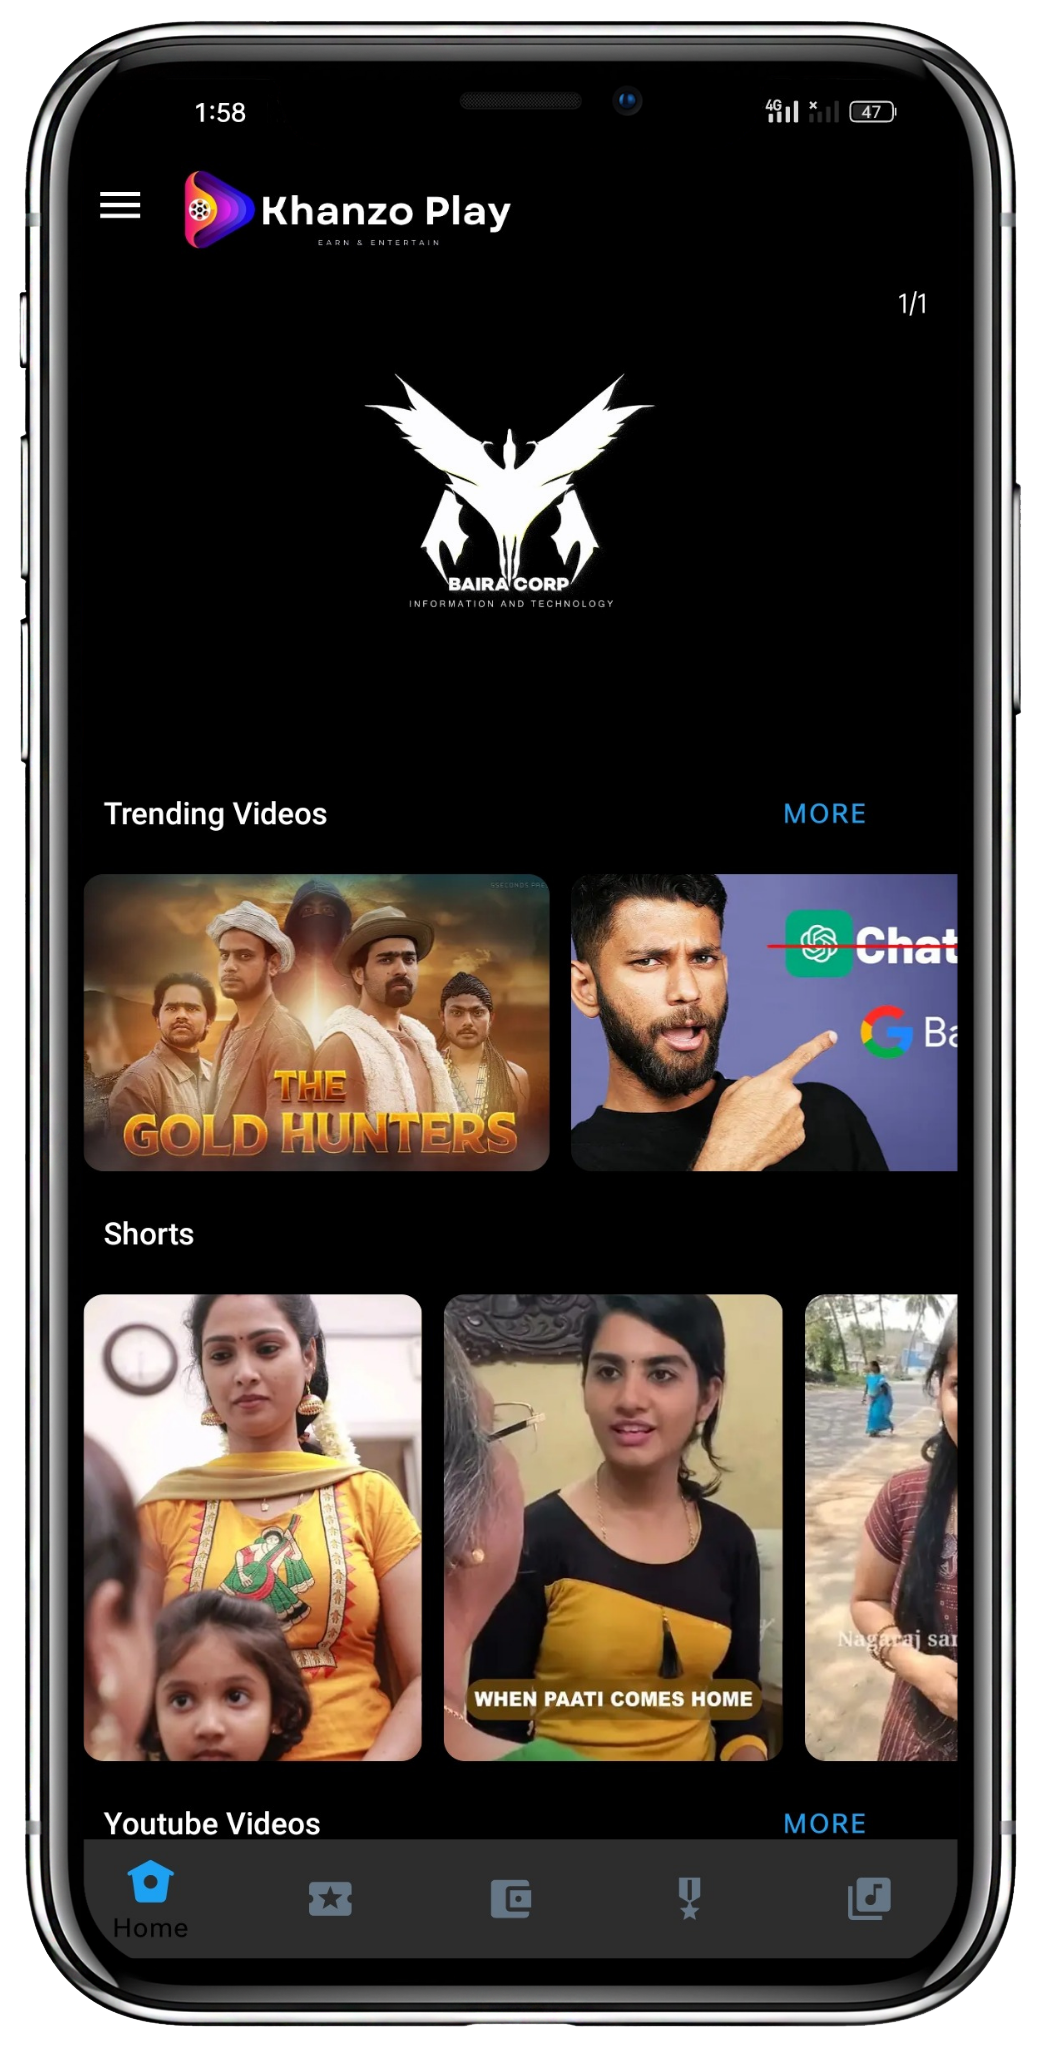 1:58
4G
47
Khanzo Play
EARN & ENTERTAIN
1/1
BAIRA CORP
INFORMATION AND TECHNOLOGY
Trending Videos
MORE
THE
GOLD HUNTERS
Chat
Ba
Shorts
WHEN PAATI COMES HOME
Nagaraj
Youtube Videos
MORE
Home